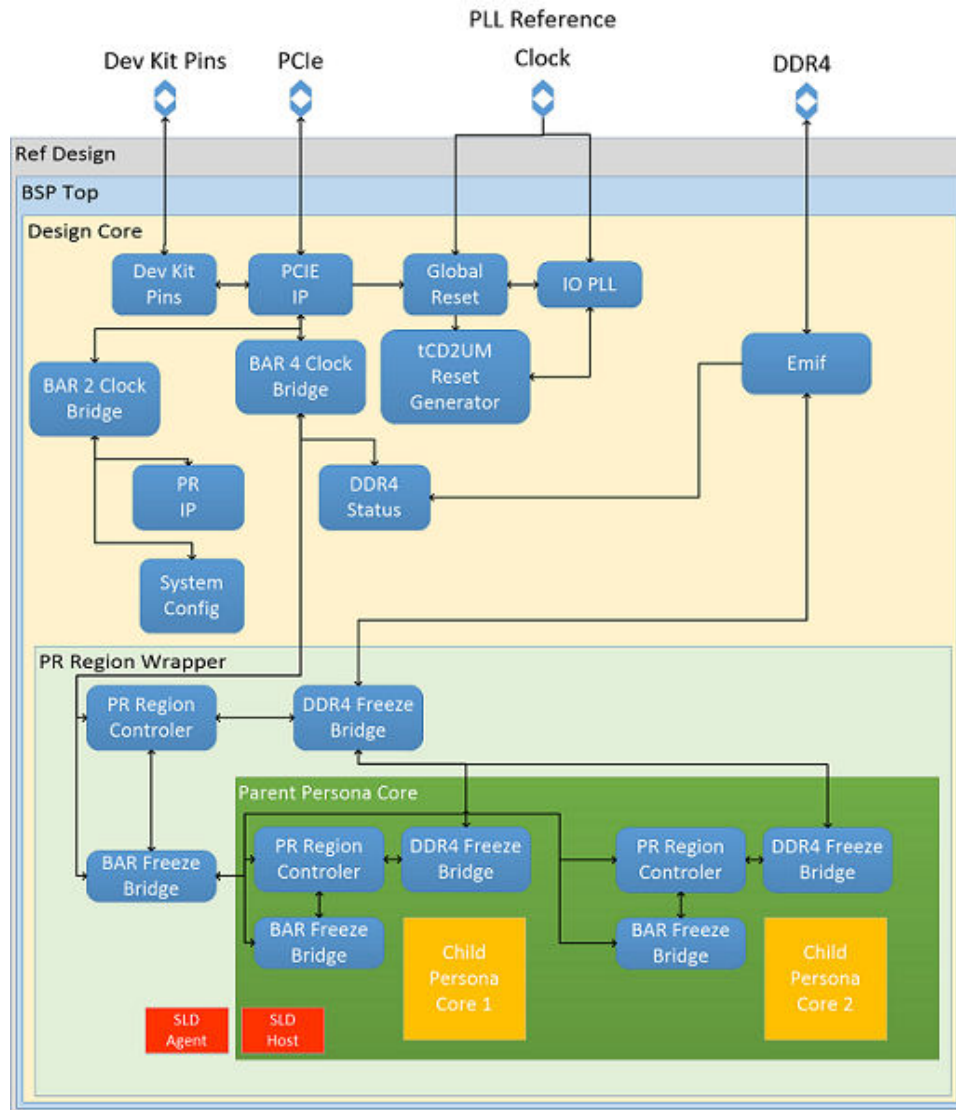 PLL Reference
Clock
Dev Kit Pins
PCIe
DDR4
Ref Design
BSP Top
Design Core
Dev Kit
Pins
PCIE
IP
Global
Reset
IO PLL
BAR 2 Clock
Bridge
BAR 4 Clock
Bridge
tCD2UM
Reset
Generator
Emif
PR
IP
DDR4
Status
System
Config
PR Region Wrapper
PR Region
Controler
DDR4 Freeze
Bridge
BAR Freeze
Bridge
Parent Persona Core
PR Region
Controler
DDR4 Freeze
Bridge
PR Region
Controler
DDR4 Freeze
Bridge
BAR Freeze
Bridge
Child
Persona
Core 1
BAR Freeze
Bridge
Child
Persona
Core 2
SLD
Agent
SLD
Host